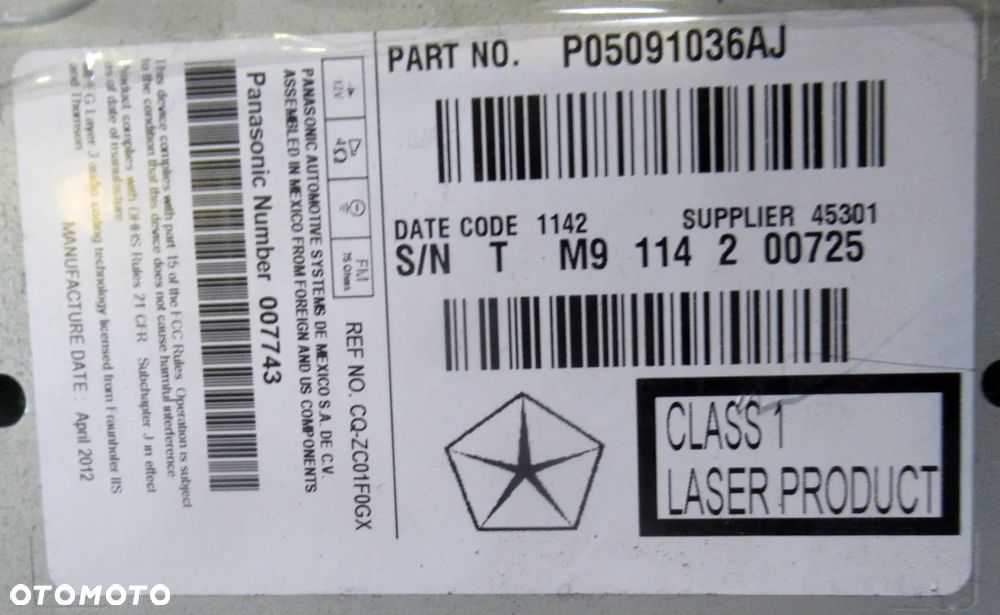 PART NO. P05091036AJ
DATE CODE 1142 SUPPLIER 45301
S/N T M9 114 2 00725
CLASS 1
LASER PRODUCT
12V 4Ω FM 75 Ohms
REF NO. CQ-ZC01F0GX
PANASONIC AUTOMOTIVE SYSTEMS DE MEXICO S.A. DE C.V.
ASSEMBLED IN MEXICO FROM FOREIGN AND US COMPONENTS
Panasonic Number 007743
This device complies with part 15 of the FCC Rules. Operation is subject
to the condition that this device does not cause harmful interference
Product complies with DHHS Rules 21 CFR Subchapter J in effect
as of date of manufacture
Layer 3 audio coding technology licensed from Fraunhofer IIS
and Thomson
MANUFACTURE DATE : April 2012
OTOMOTO